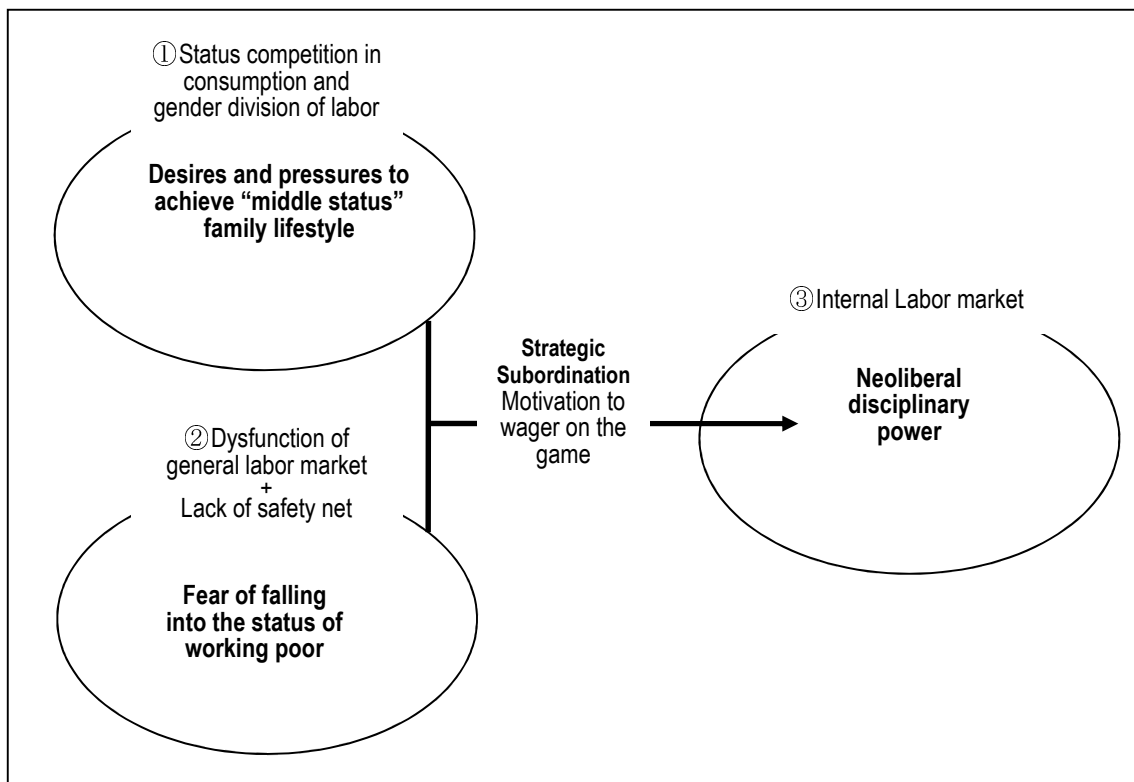 ①Status competition in
consumption and
gender division of labor
Desires and pressures to
achieve “middle status”
family lifestyle
②Dysfunction of
general labor market
+
Lack of safety net
Fear of falling
into the status of
working poor
Strategic
Subordination
Motivation to
wager on the
game
③Internal Labor market
Neoliberal
disciplinary
power